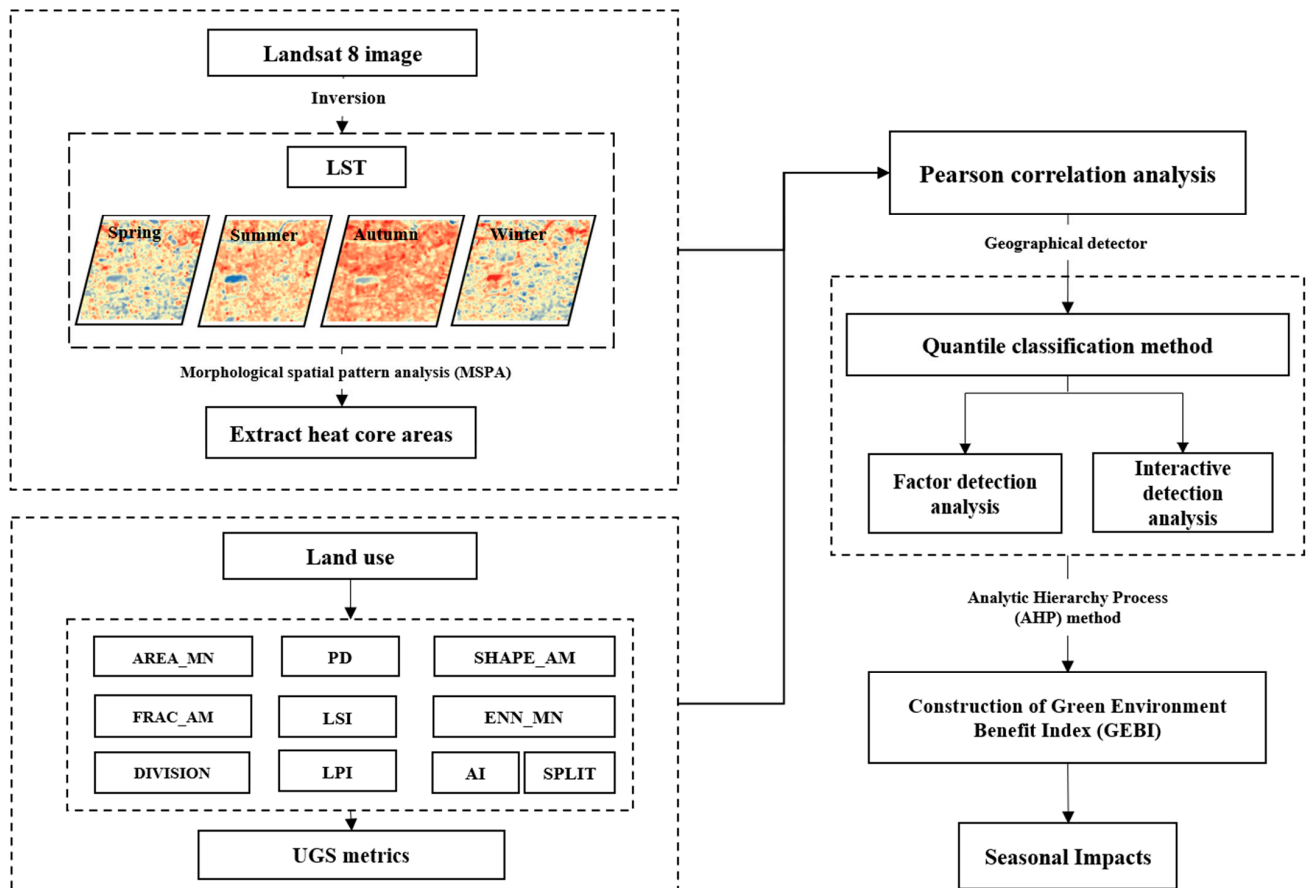 Landsat 8 image
Inversion
LST
Spring
Summer
Autumn
Winter
Morphological spatial pattern analysis (MSPA)
Extract heat core areas
Land use
AREA_MN
PD
SHAPE_AM
FRAC_AM
LSI
ENN_MN
DIVISION
LPI
AI
SPLIT
UGS metrics
Pearson correlation analysis
Geographical detector
Quantile classification method
Factor detection
analysis
Interactive
detection
analysis
Analytic Hierarchy Process
(AHP) method
Construction of Green Environment
Benefit Index (GEBI)
Seasonal Impacts